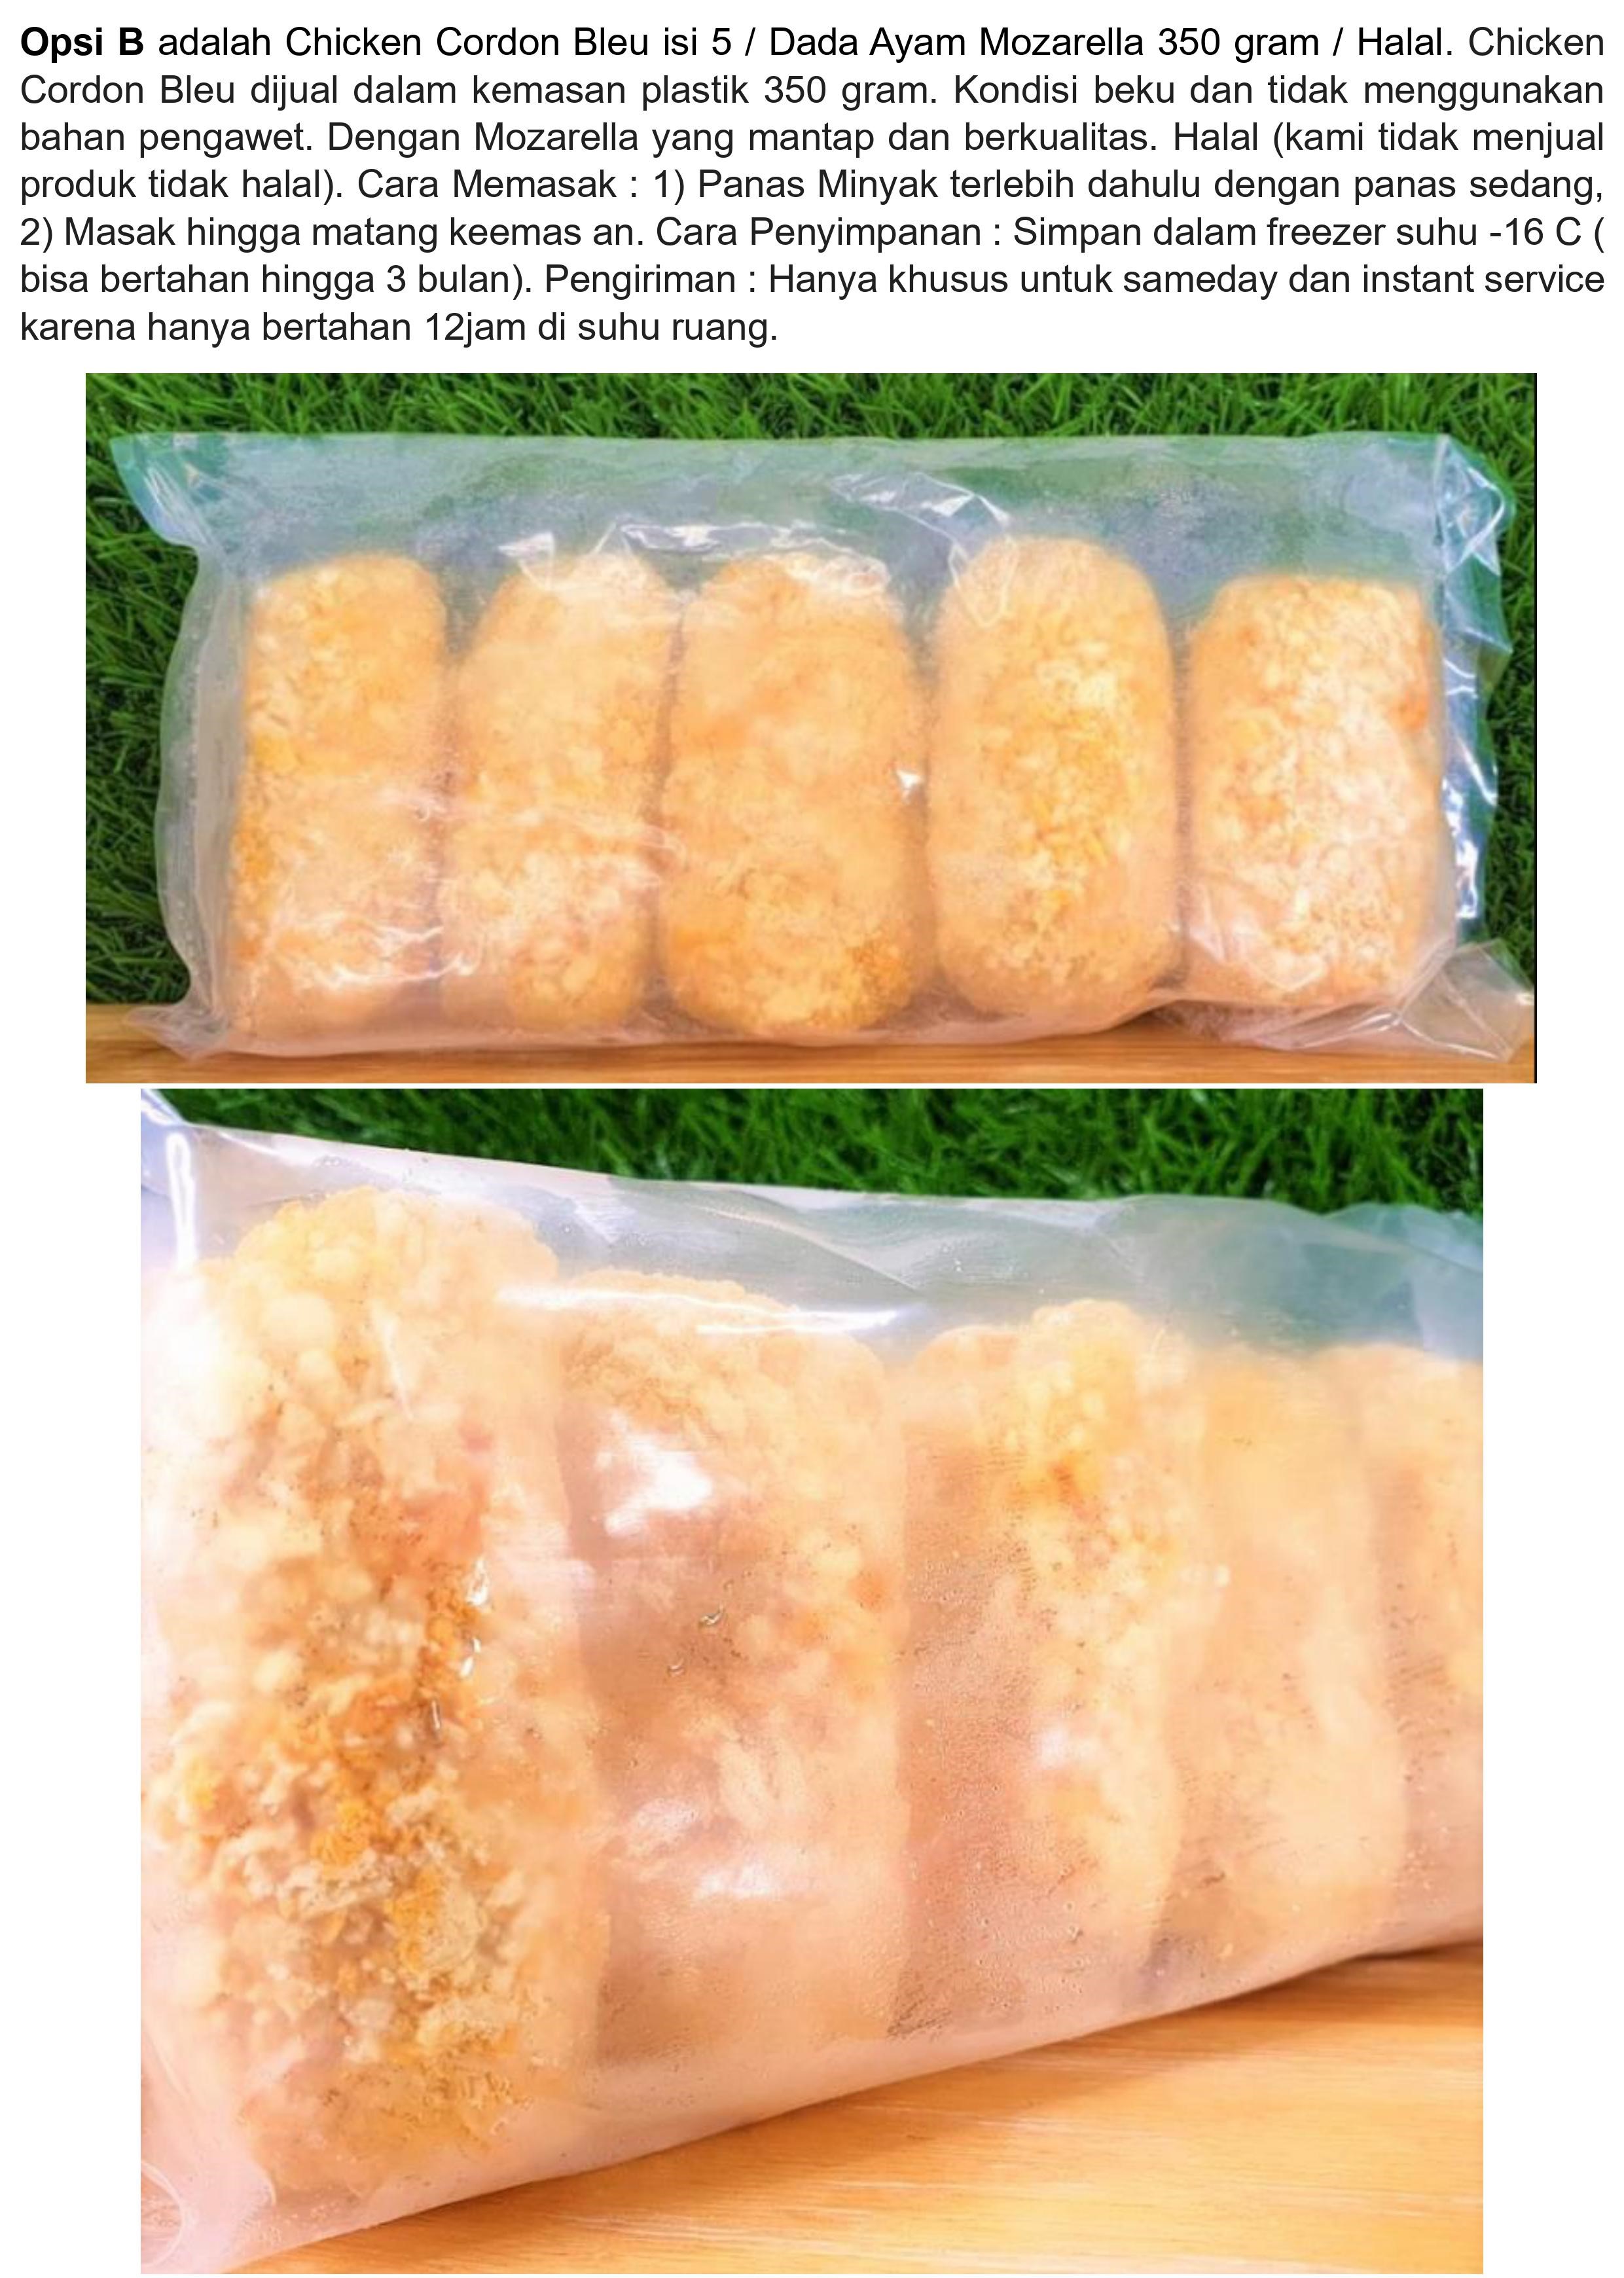 Opsi B adalah Chicken Cordon Bleu isi 5 / Dada Ayam Mozarella 350 gram / Halal. Chicken
Cordon Bleu dijual dalam kemasan plastik 350 gram. Kondisi beku dan tidak menggunakan
bahan pengawet. Dengan Mozarella yang mantap dan berkualitas. Halal (kami tidak menjual
produk tidak halal). Cara Memasak : 1) Panas Minyak terlebih dahulu dengan panas sedang,
2) Masak hingga matang keemas an. Cara Penyimpanan : Simpan dalam freezer suhu -16 C (
bisa bertahan hingga 3 bulan). Pengiriman : Hanya khusus untuk sameday dan instant service
karena hanya bertahan 12jam di suhu ruang.